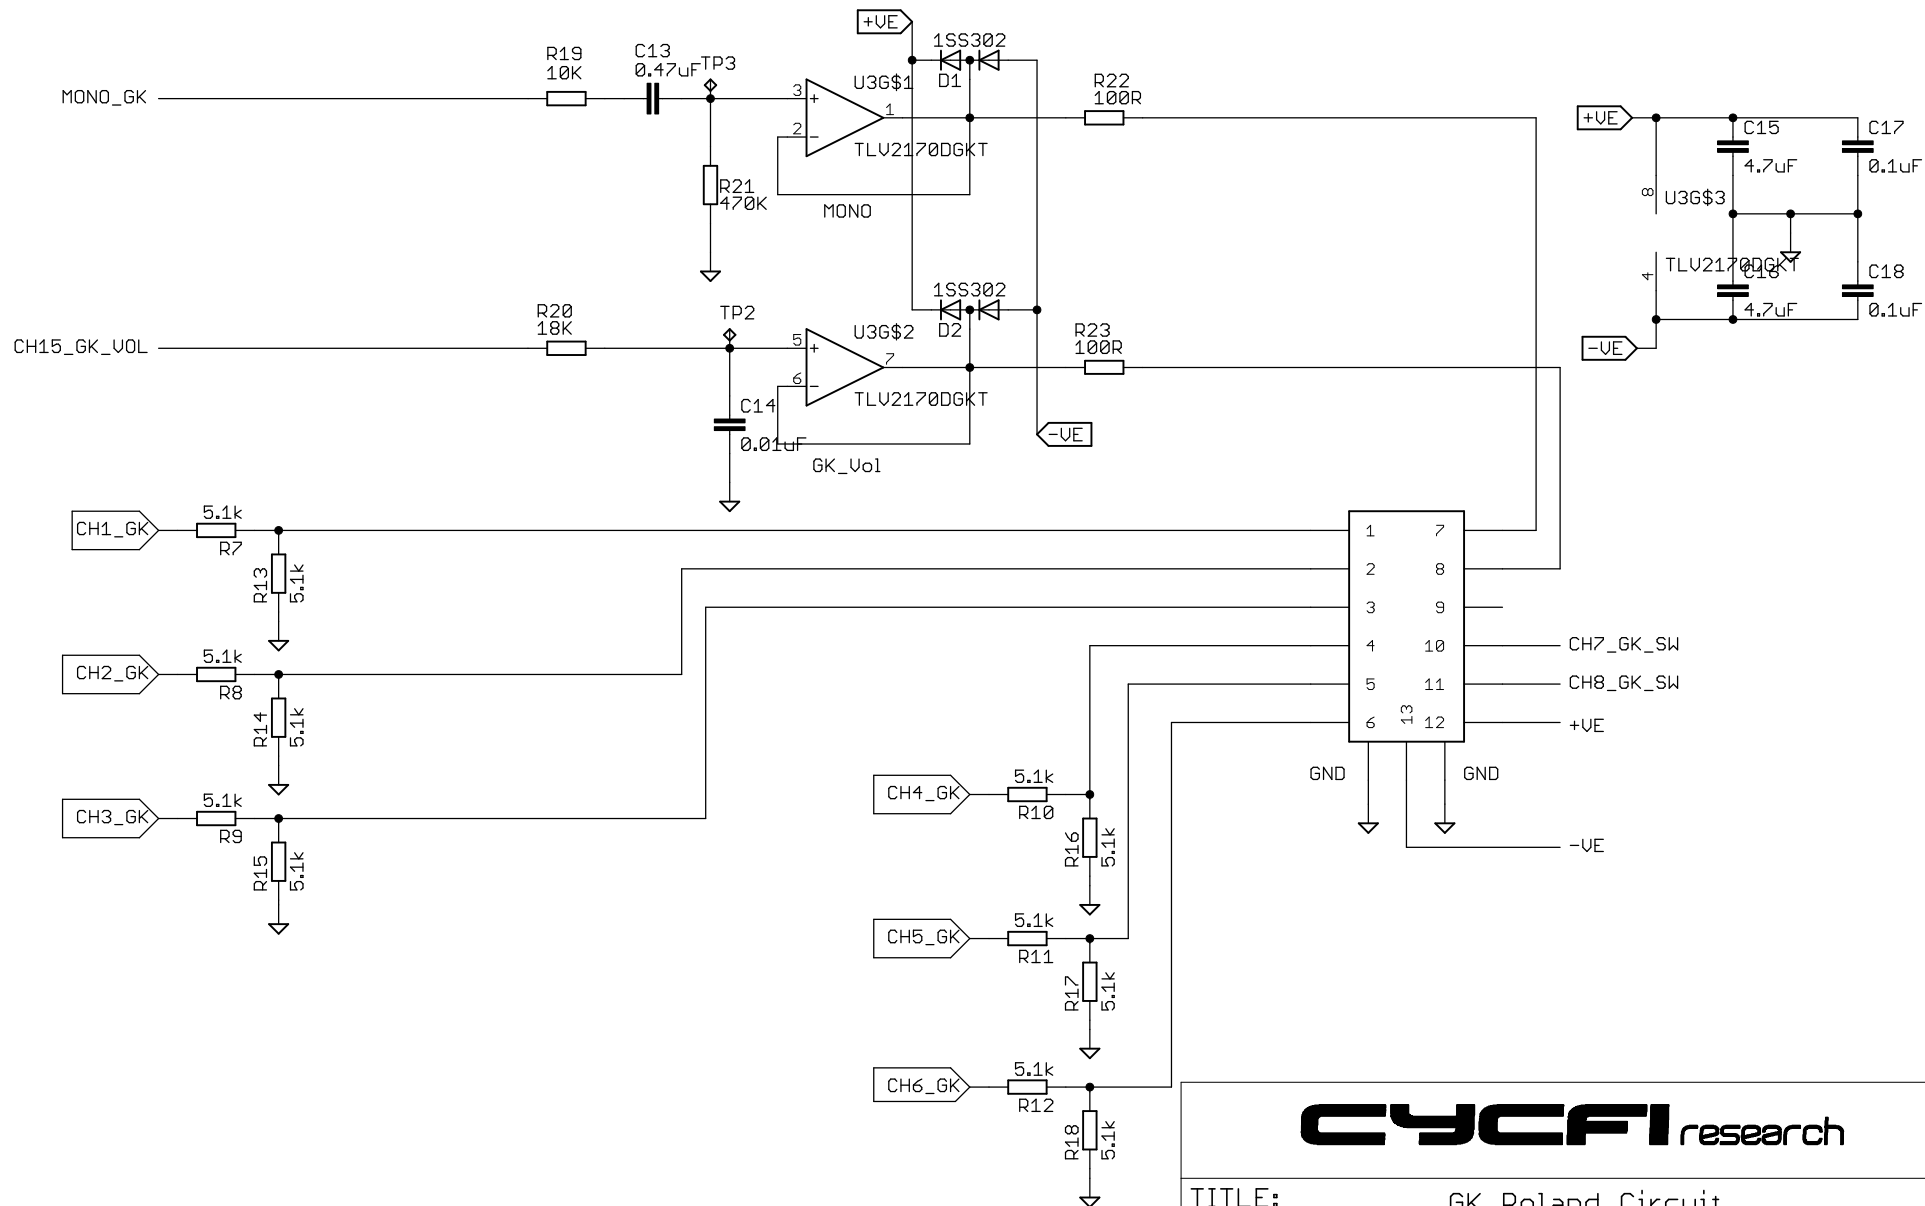 +VE
1SS302
D1
R19
10K
C13
0.47uF
TP3
MONO_GK
3
2
1
U3G$1
TLV2170DGKT
MONO
R21
470K
R22
100R
+VE
C15
4.7uF
C17
0.1uF
8
U3G$3
4
TLV2170DGKT
C16
4.7uF
C18
0.1uF
-VE
1SS302
D2
R20
18K
TP2
CH15_GK_VOL
5
6
7
U3G$2
TLV2170DGKT
GK_Vol
C14
0.01uF
R23
100R
-VE
CH1_GK
5.1k
R7
R13
5.1k
CH2_GK
5.1k
R8
R14
5.1k
CH3_GK
5.1k
R9
R15
5.1k
1 7
2 8
3 9
4 10
5 11
6 13 12
CH7_GK_SW
CH8_GK_SW
+VE
GND
GND
-VE
CH4_GK
5.1k
R10
R16
5.1k
CH5_GK
5.1k
R11
R17
5.1k
CH6_GK
5.1k
R12
R18
5.1k
CYCFI research
TITLE: GK Roland Circuit